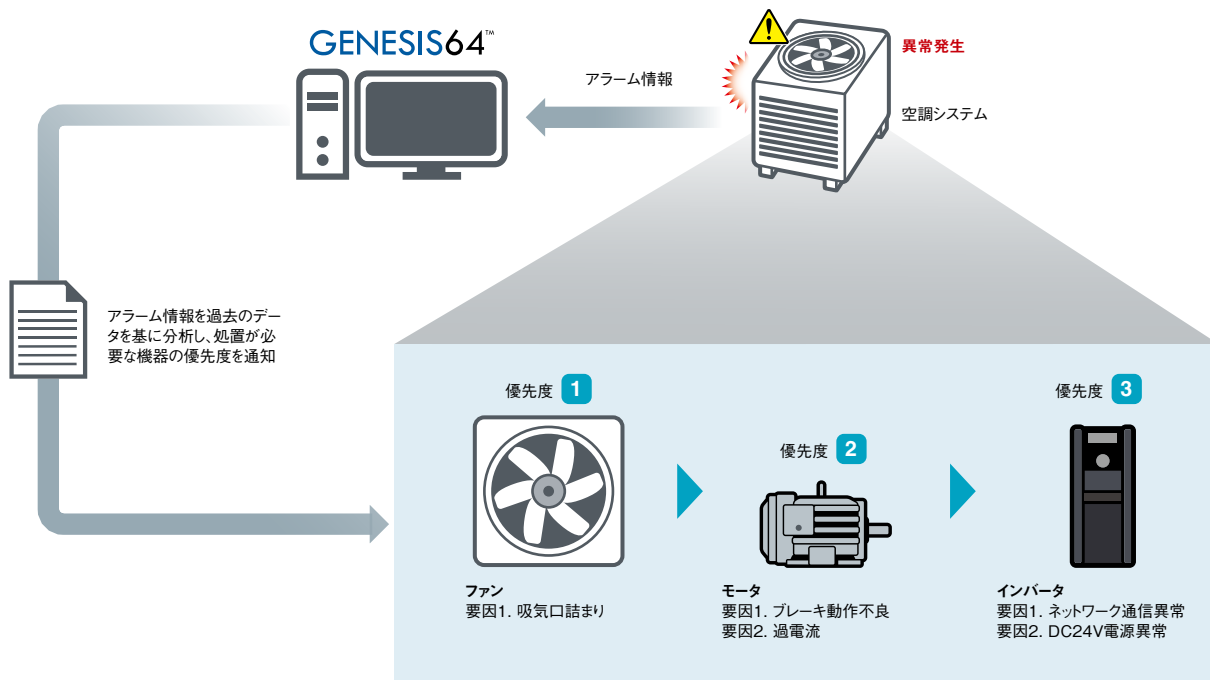 GENESIS64™
異常発生
アラーム情報
空調システム
アラーム情報を過去のデー
タを基に分析し、処置が必
要な機器の優先度を通知
優先度 1
優先度 2
優先度 3
ファン
要因1. 吸気口詰まり
モータ
要因1. ブレーキ動作不良
要因2. 過電流
インバータ
要因1. ネットワーク通信異常
要因2. DC24V電源異常